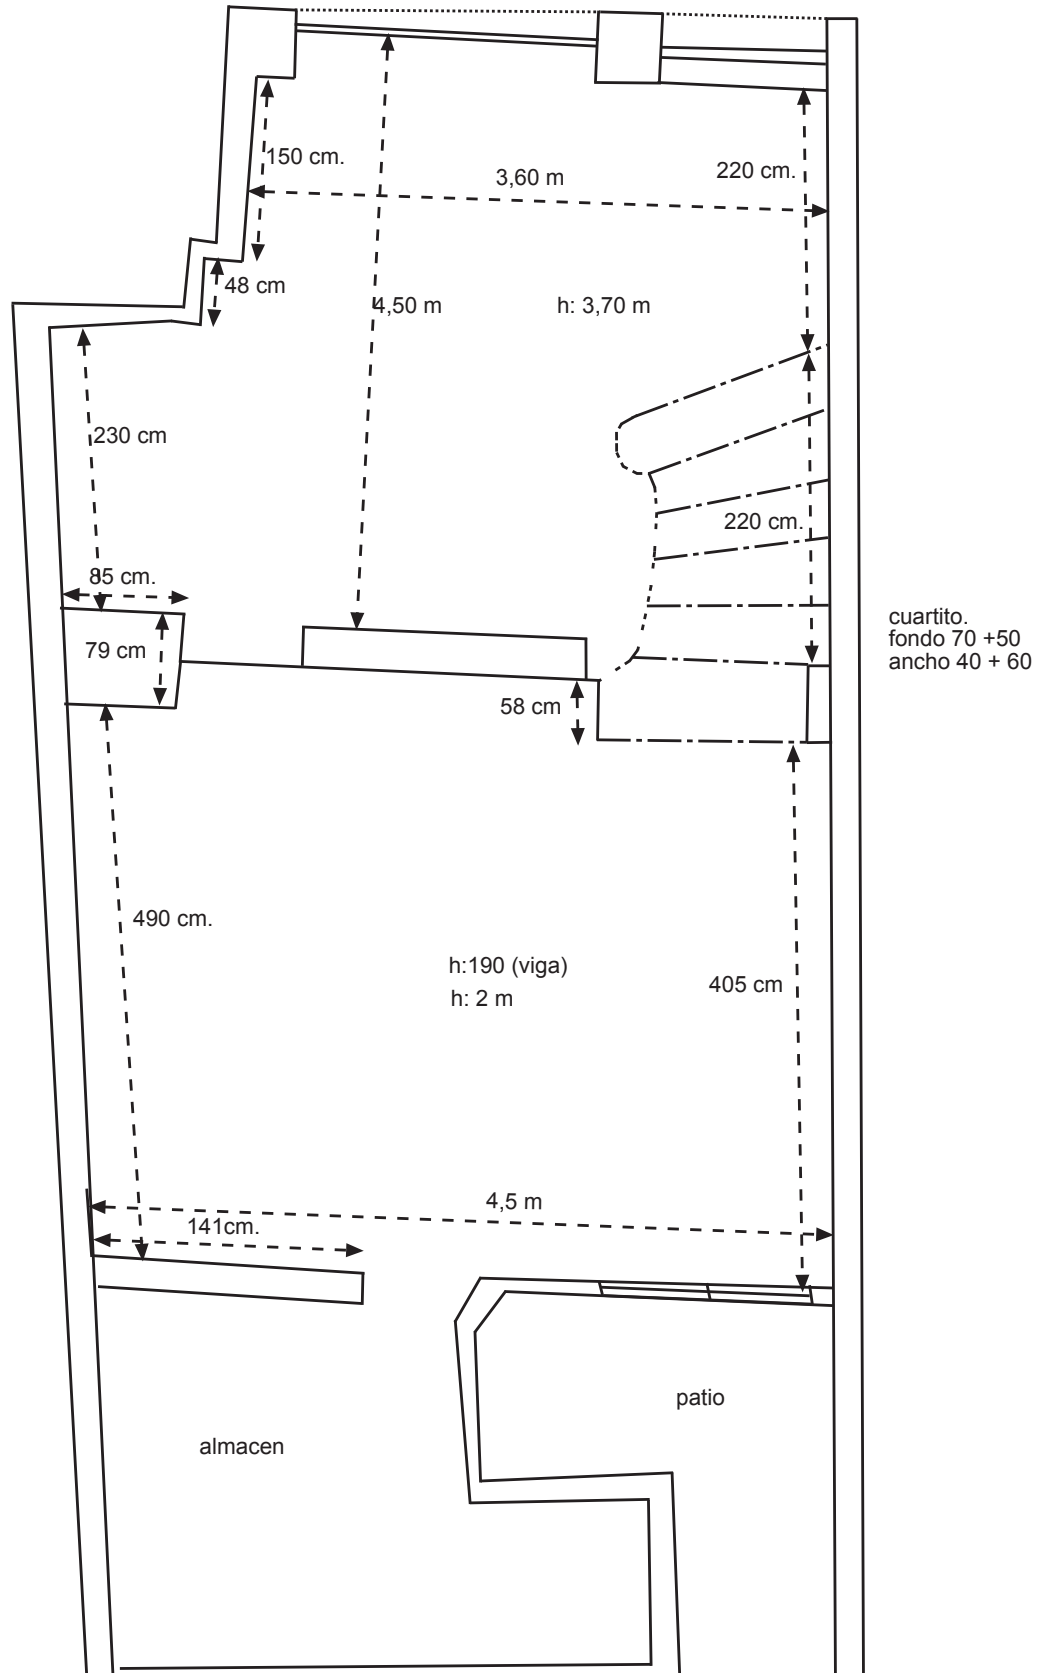 150 cm.
3,60 m
220 cm.
48 cm
4,50 m
h: 3,70 m
230 cm
220 cm.
85 cm.
79 cm
cuartito.
fondo 70 +50
ancho 40 + 60
58 cm
490 cm.
h:190 (viga)
h: 2 m
405 cm
4,5 m
141cm.
patio
almacen